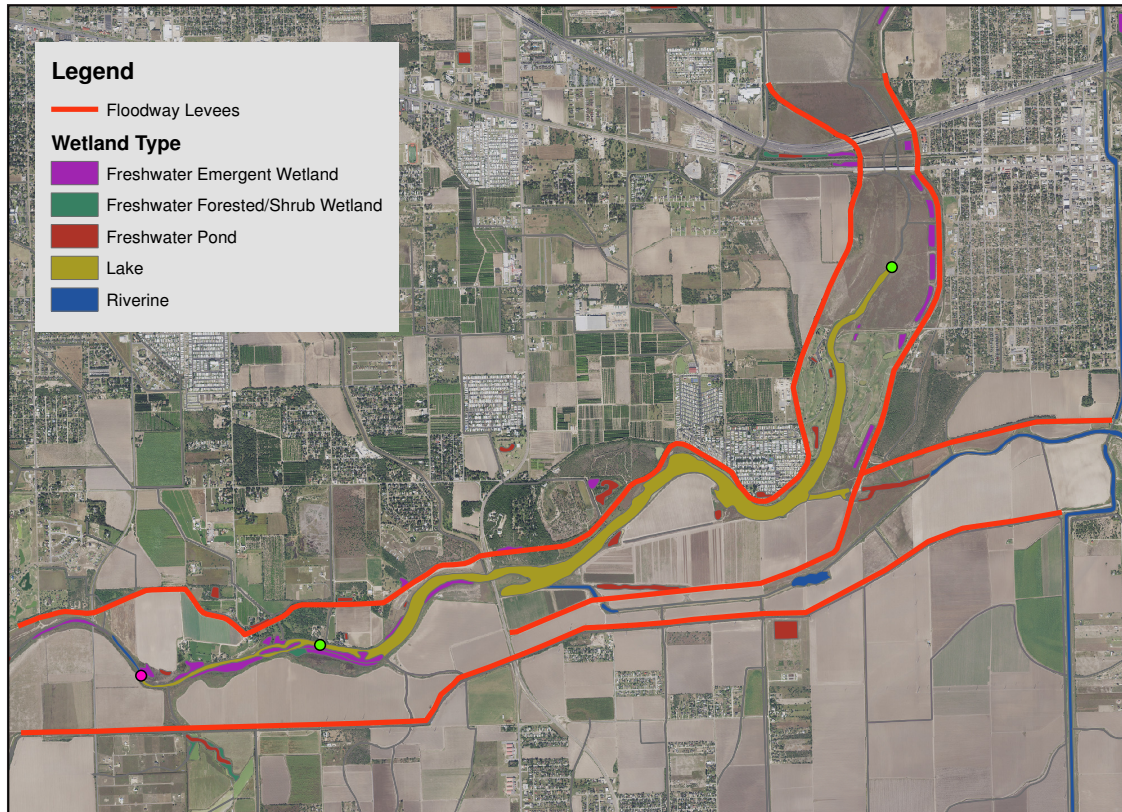 Legend
Floodway Levees
Wetland Type
Freshwater Emergent Wetland
Freshwater Forested/Shrub Wetland
Freshwater Pond
Lake
Riverine